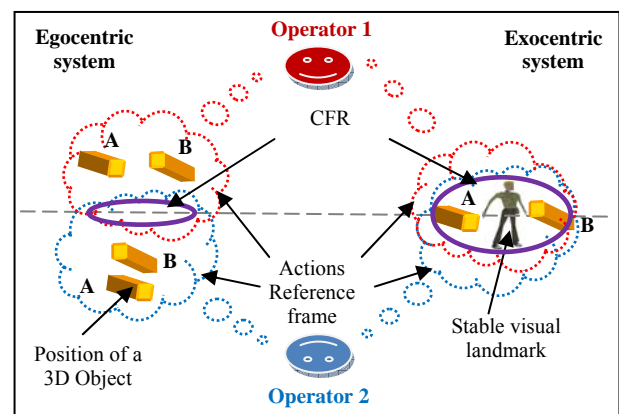 Egocentric
system
Operator 1
Exocentric
system
CFR
A
B
A
B
B
A
Actions
Reference
frame
Position of a
3D Object
Stable visual
landmark
Operator 2